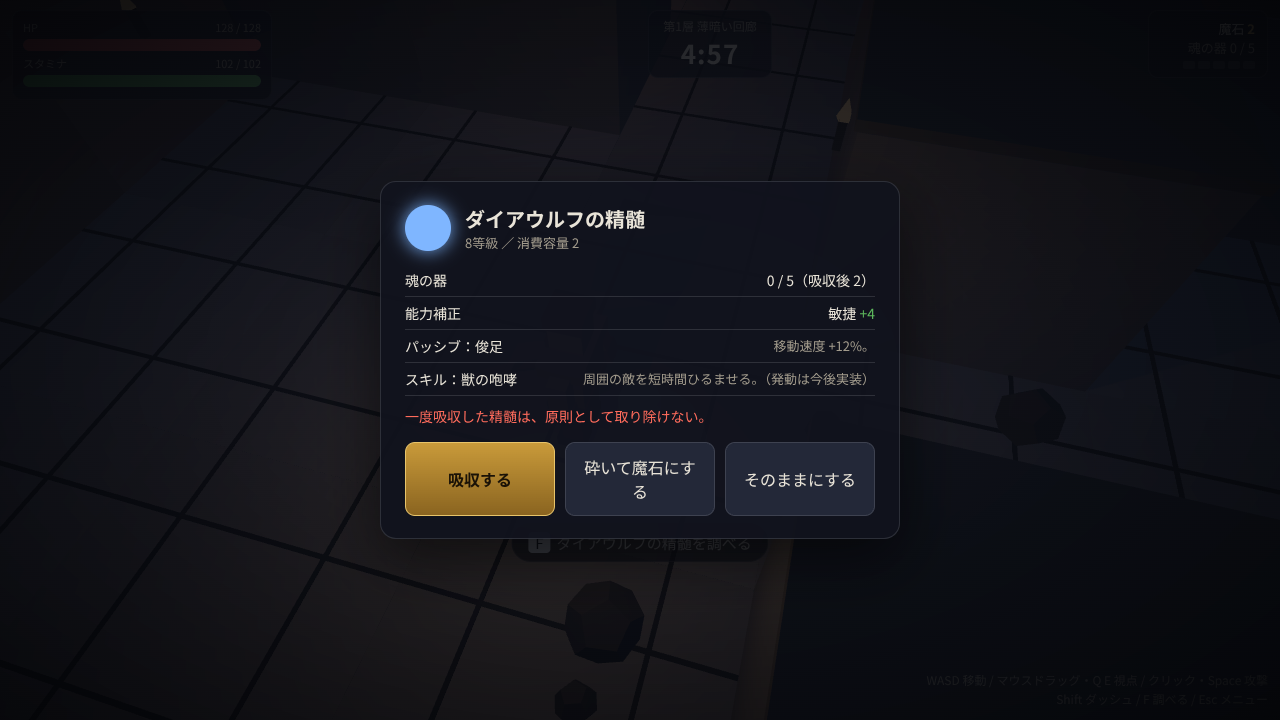 HP 128 / 128
スタミナ 102 / 102
第1層 薄暗い回廊
4:57
魔石 2
魂の器 0 / 5
ダイアウルフの精髄
8等級 ／ 消費容量 2
魂の器 0 / 5（吸収後 2）
能力補正 敏捷 +4
パッシブ：俊足 移動速度 +12%。
スキル：獣の咆哮 周囲の敵を短時間ひるませる。（発動は今後実装）
一度吸収した精髄は、原則として取り除けない。
吸収する
砕いて魔石にす
る
そのままにする
F ダイアウルフの精髄を調べる
WASD 移動 / マウスドラッグ・Q E 視点 / クリック・Space 攻撃
Shift ダッシュ / F 調べる / Esc メニュー